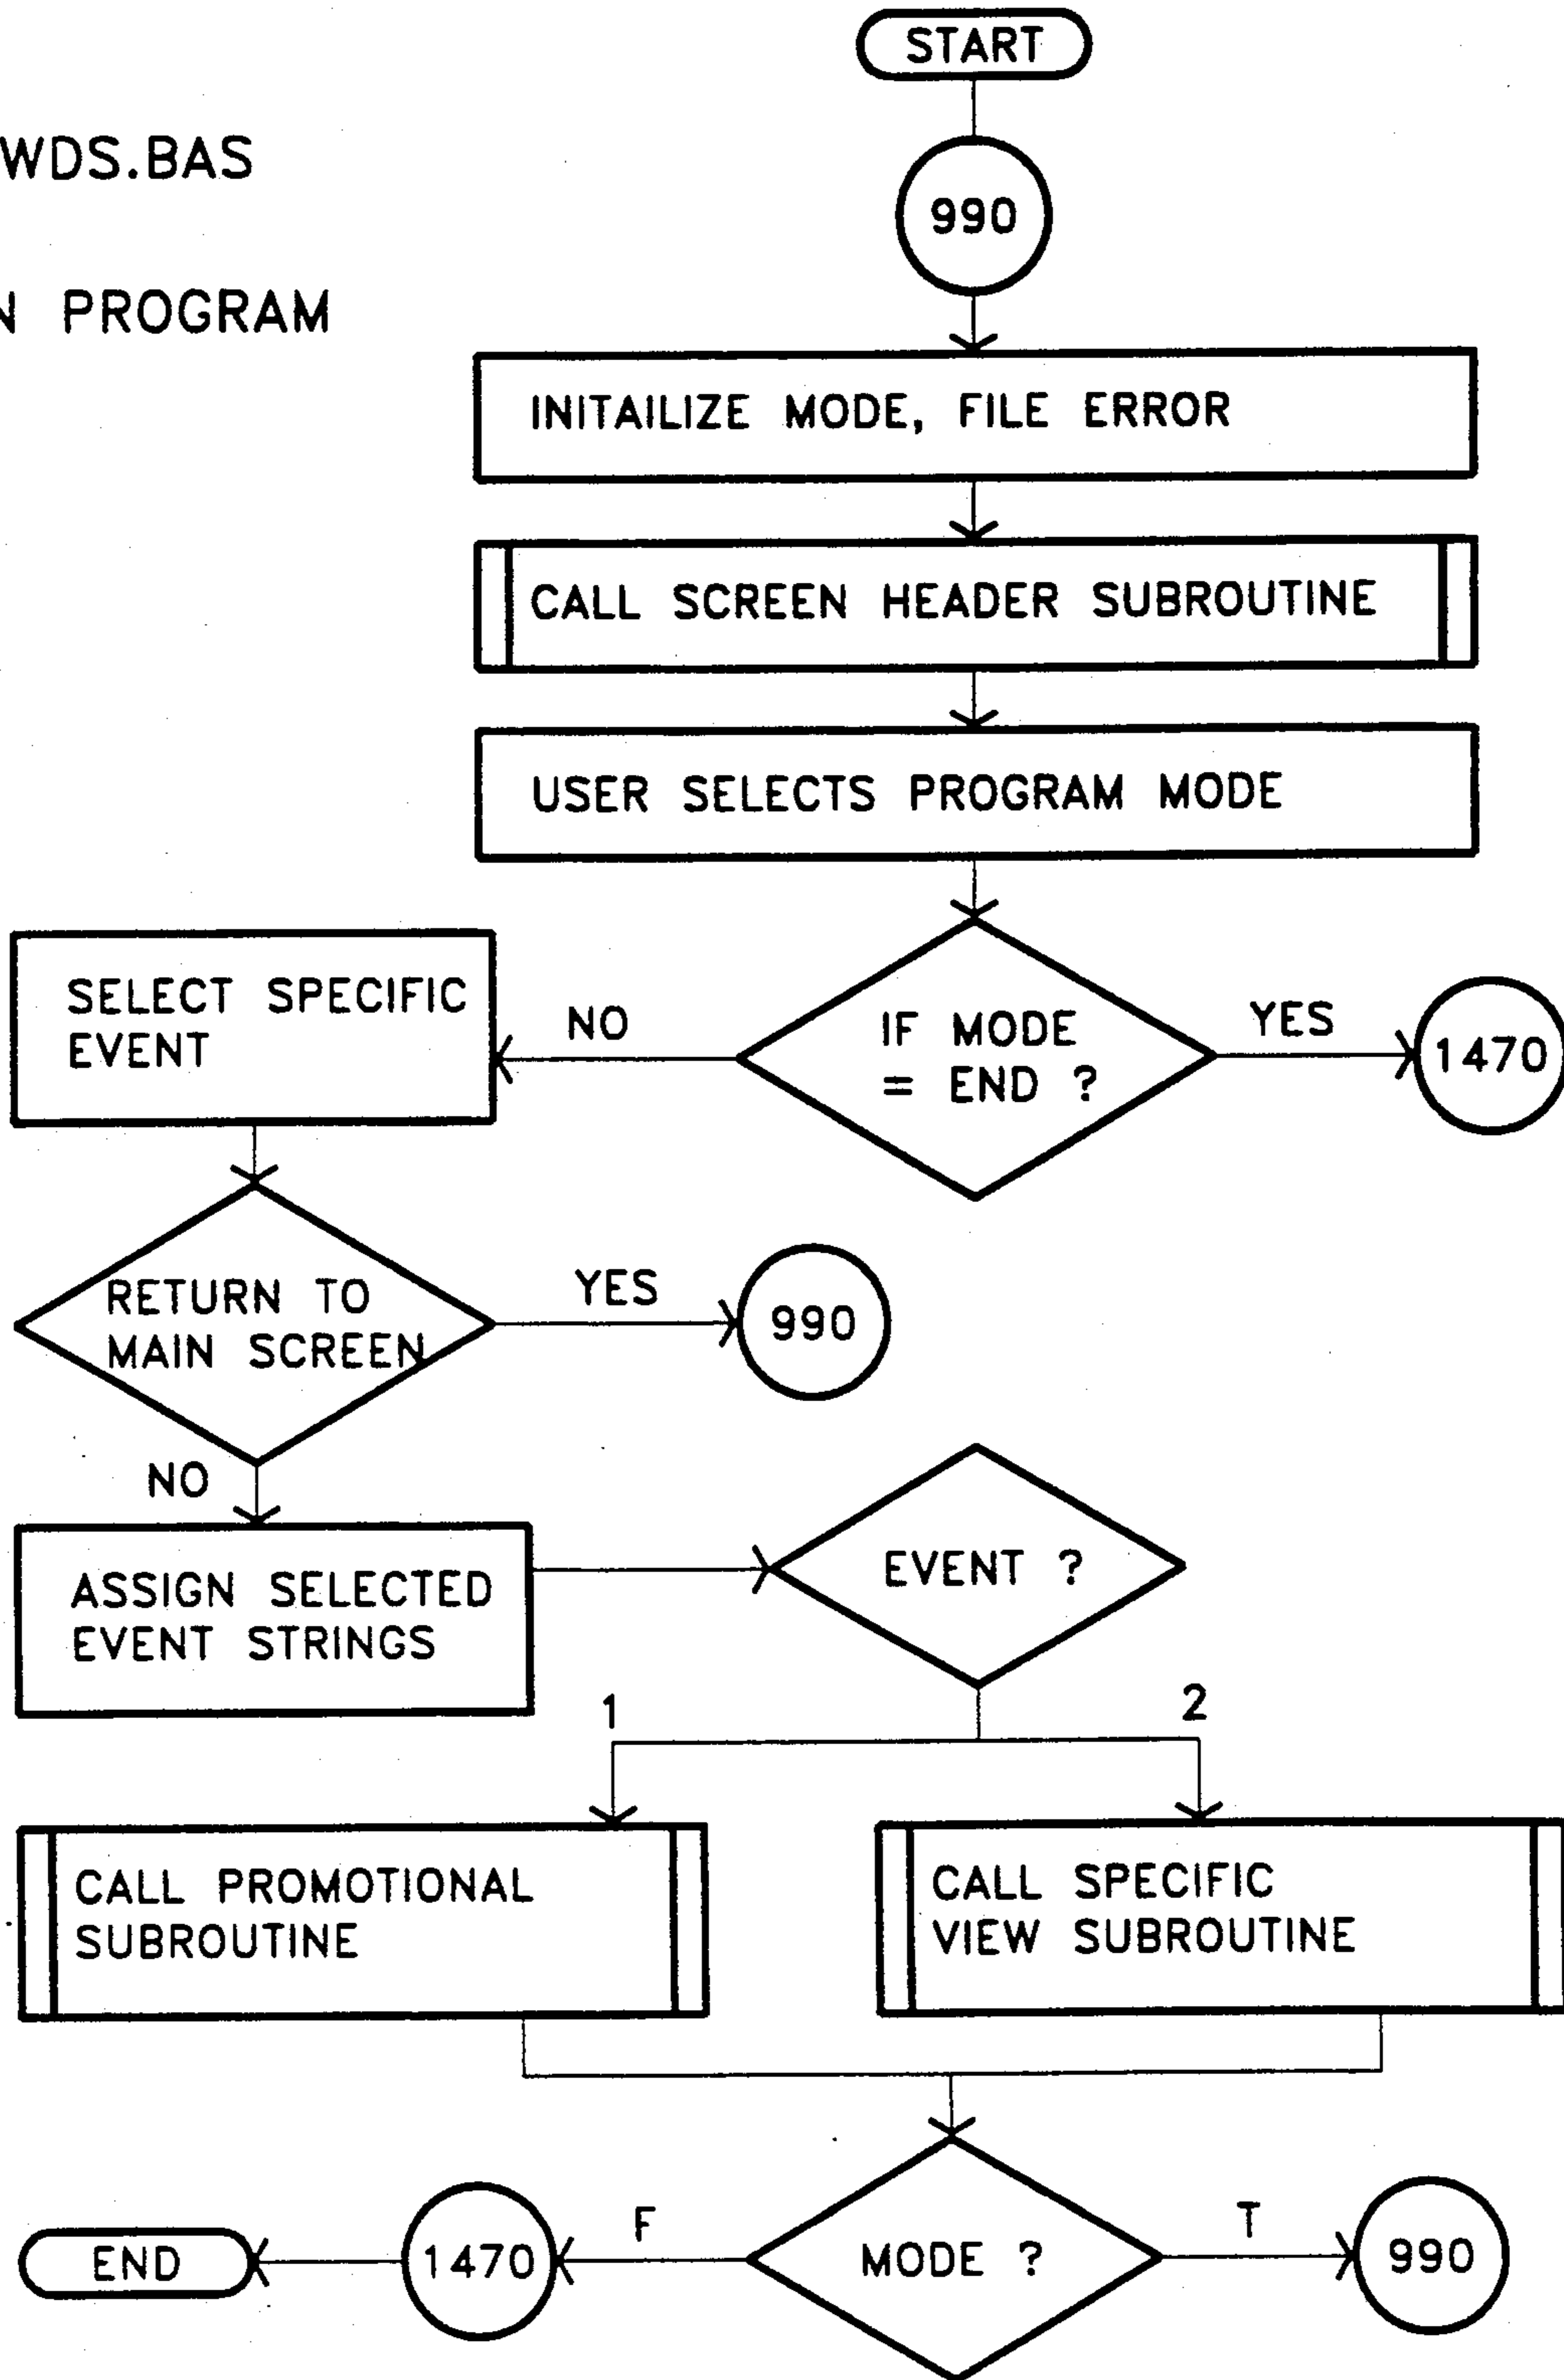 START
WDS.BAS
990
N PROGRAM
INITAILIZE MODE, FILE ERROR
CALL SCREEN HEADER SUBROUTINE
USER SELECTS PROGRAM MODE
SELECT SPECIFIC
EVENT
NO
IF MODE
= END ?
YES
1470
RETURN TO
MAIN SCREEN
YES
990
NO
ASSIGN SELECTED
EVENT STRINGS
EVENT ?
1
2
CALL PROMOTIONAL
SUBROUTINE
CALL SPECIFIC
VIEW SUBROUTINE
END
1470
F
MODE ?
T
990